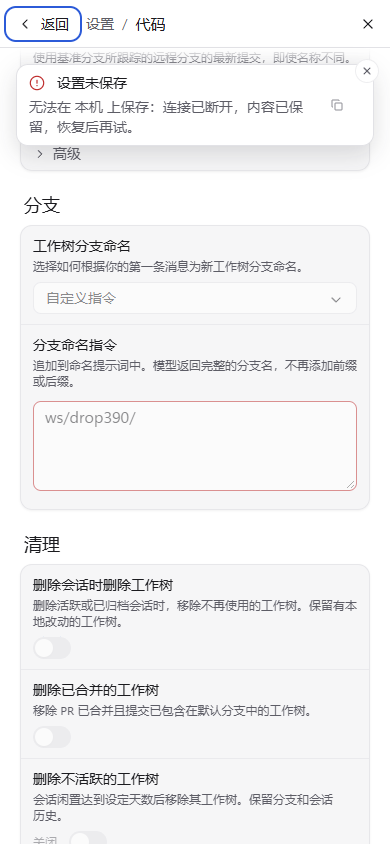 返回 设置 / 代码
使用基准分支所跟踪的远程分支的最新提交，即使名称不同。
设置未保存
无法在 本机 上保存：连接已断开，内容已保
留，恢复后再试。
高级
分支
工作树分支命名
选择如何根据你的第一条消息为新工作树分支命名。
自定义指令
分支命名指令
追加到命名提示词中。模型返回完整的分支名，不再添加前缀
或后缀。
ws/drop390/
清理
删除会话时删除工作树
删除活跃或已归档会话时，移除不再使用的工作树。保留有本
地改动的工作树。
删除已合并的工作树
移除 PR 已合并且提交已包含在默认分支中的工作树。
删除不活跃的工作树
会话闲置达到设定天数后移除其工作树。保留分支和会话
历史。
关闭